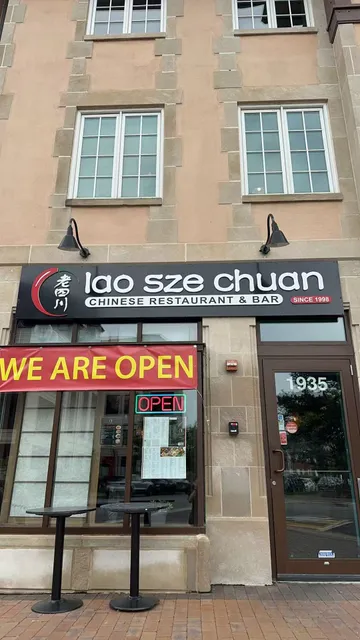 老四川
lao sze chuan
CHINESE RESTAURANT & BAR
SINCE 1998
WE ARE OPEN
OPEN
1935